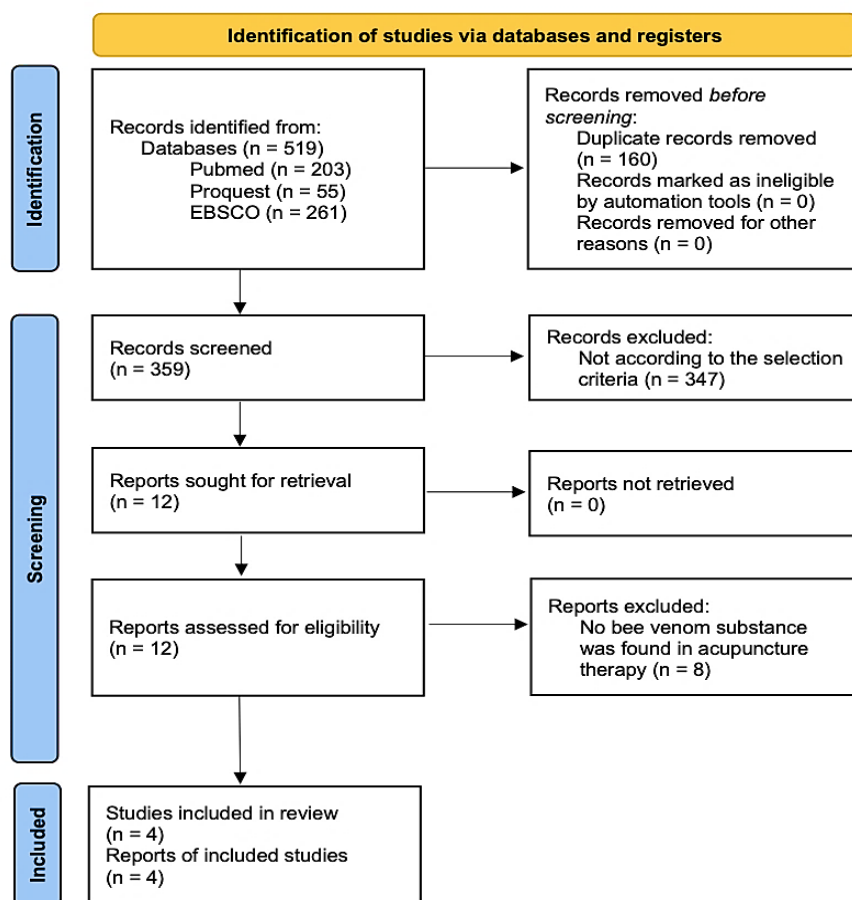 Identification of studies via databases and registers
Identification
Records identified from:
Databases (n = 519)
Pubmed (n = 203)
Proquest (n = 55)
EBSCO (n = 261)
Records removed before
screening:
Duplicate records removed
(n = 160)
Records marked as ineligible
by automation tools (n = 0)
Records removed for other
reasons (n = 0)
Screening
Records screened
(n = 359)
Records excluded:
Not according to the selection
criteria (n = 347)
Reports sought for retrieval
(n = 12)
Reports not retrieved
(n = 0)
Reports assessed for eligibility
(n = 12)
Reports excluded:
No bee venom substance
was found in acupuncture
therapy (n = 8)
Included
Studies included in review
(n = 4)
Reports of included studies
(n = 4)